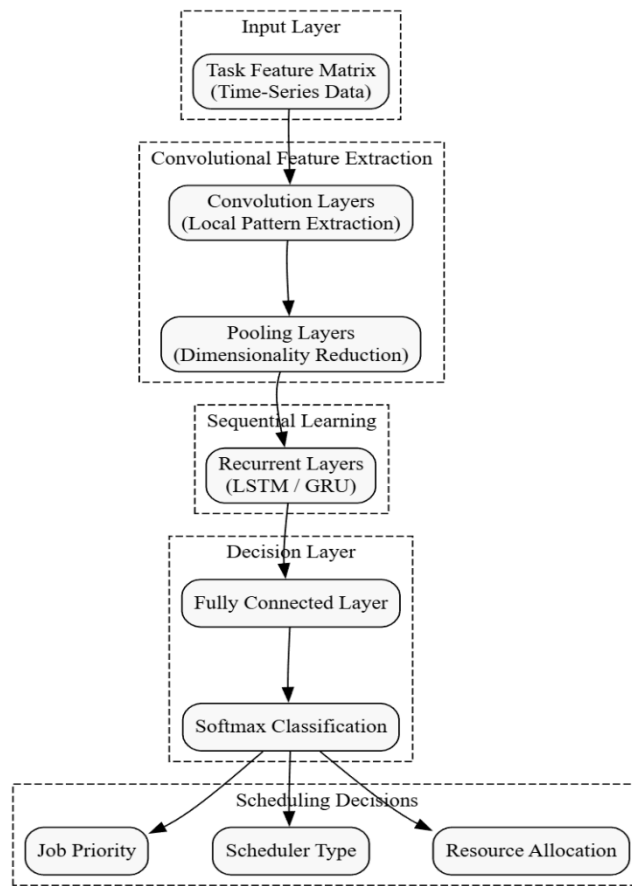 Input Layer
Task Feature Matrix
(Time-Series Data)
Convolutional Feature Extraction
Convolution Layers
(Local Pattern Extraction)
Pooling Layers
(Dimensionality Reduction)
Sequential Learning
Recurrent Layers
(LSTM / GRU)
Decision Layer
Fully Connected Layer
Softmax Classification
Scheduling Decisions
Job Priority
Scheduler Type
Resource Allocation